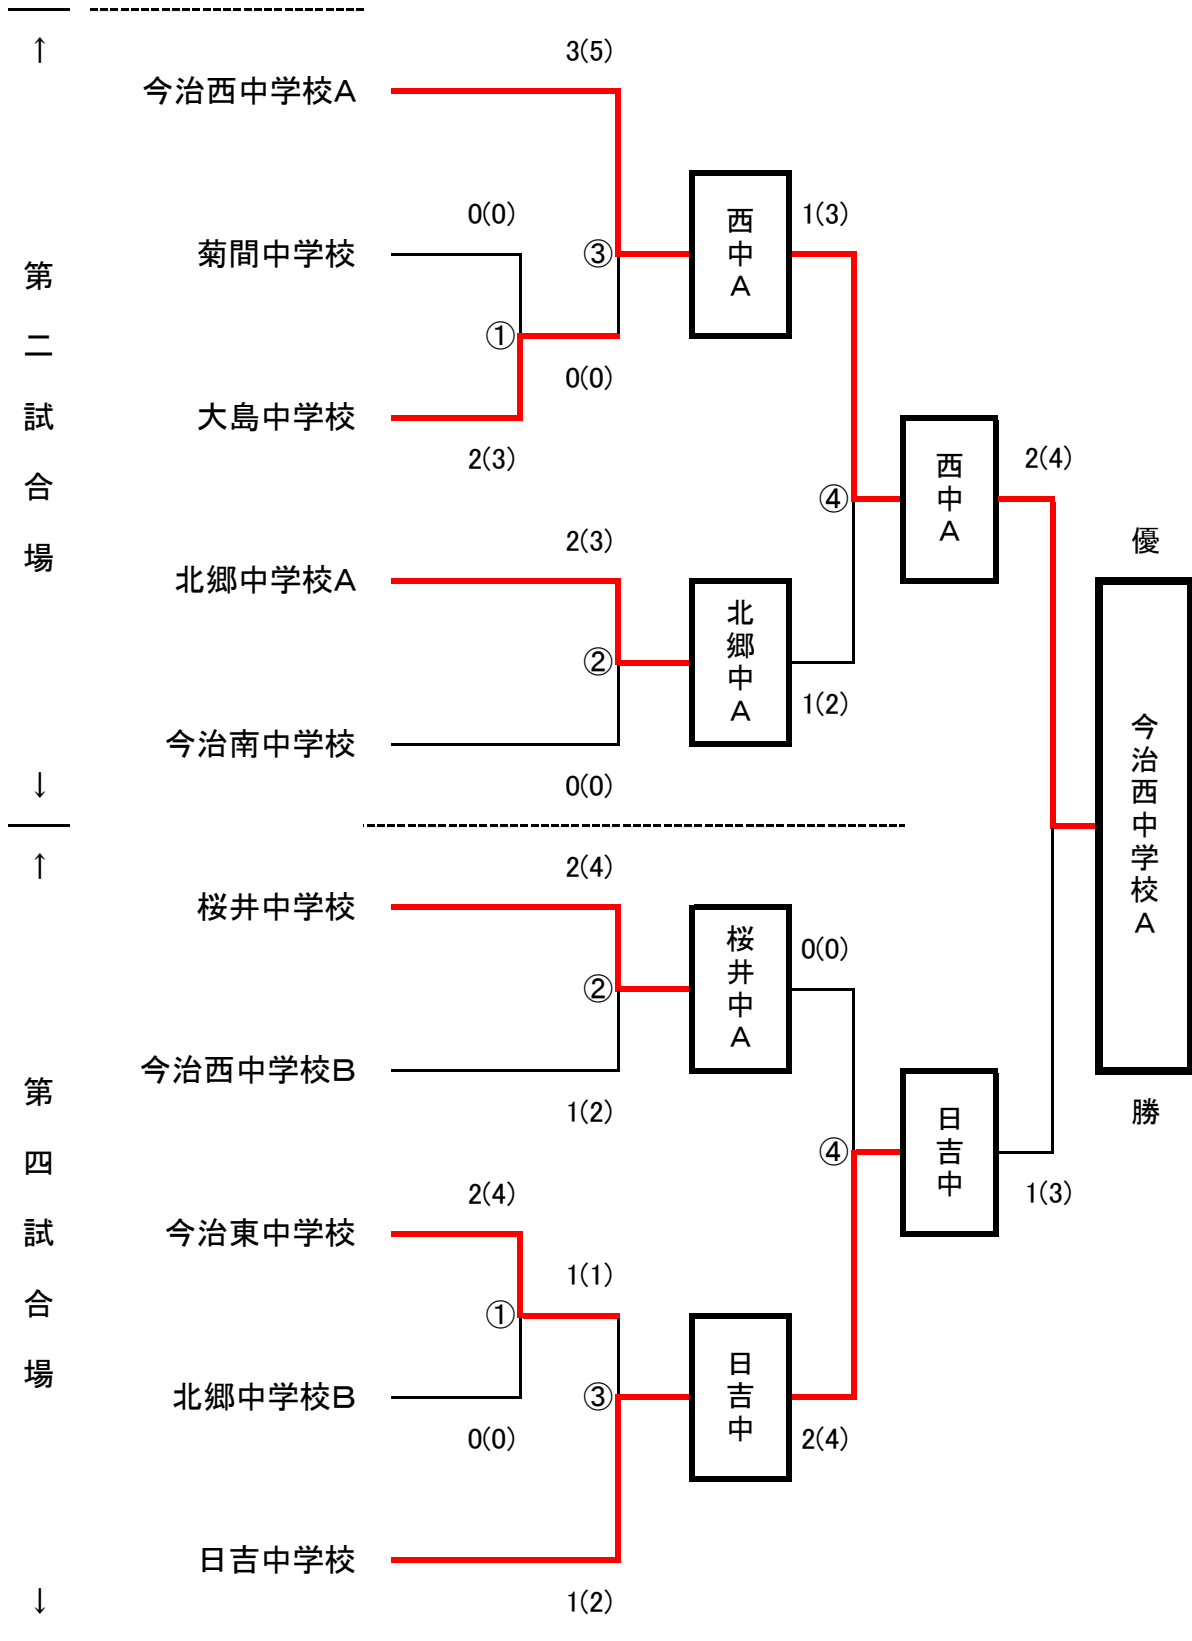 ↑
第二試合場
↓
今治西中学校A
3(5)
菊間中学校
0(0)
①
③
大島中学校
2(3)
0(0)
西中A
1(3)
北郷中学校A
2(3)
②
今治南中学校
0(0)
北郷中A
1(2)
④
西中A
2(4)
↑
第四試合場
↓
桜井中学校
2(4)
②
今治西中学校B
1(2)
桜井中A
0(0)
今治東中学校
2(4)
①
1(1)
北郷中学校B
0(0)
③
日吉中学校
1(2)
日吉中
2(4)
④
日吉中
1(3)
優
今治西中学校A
勝